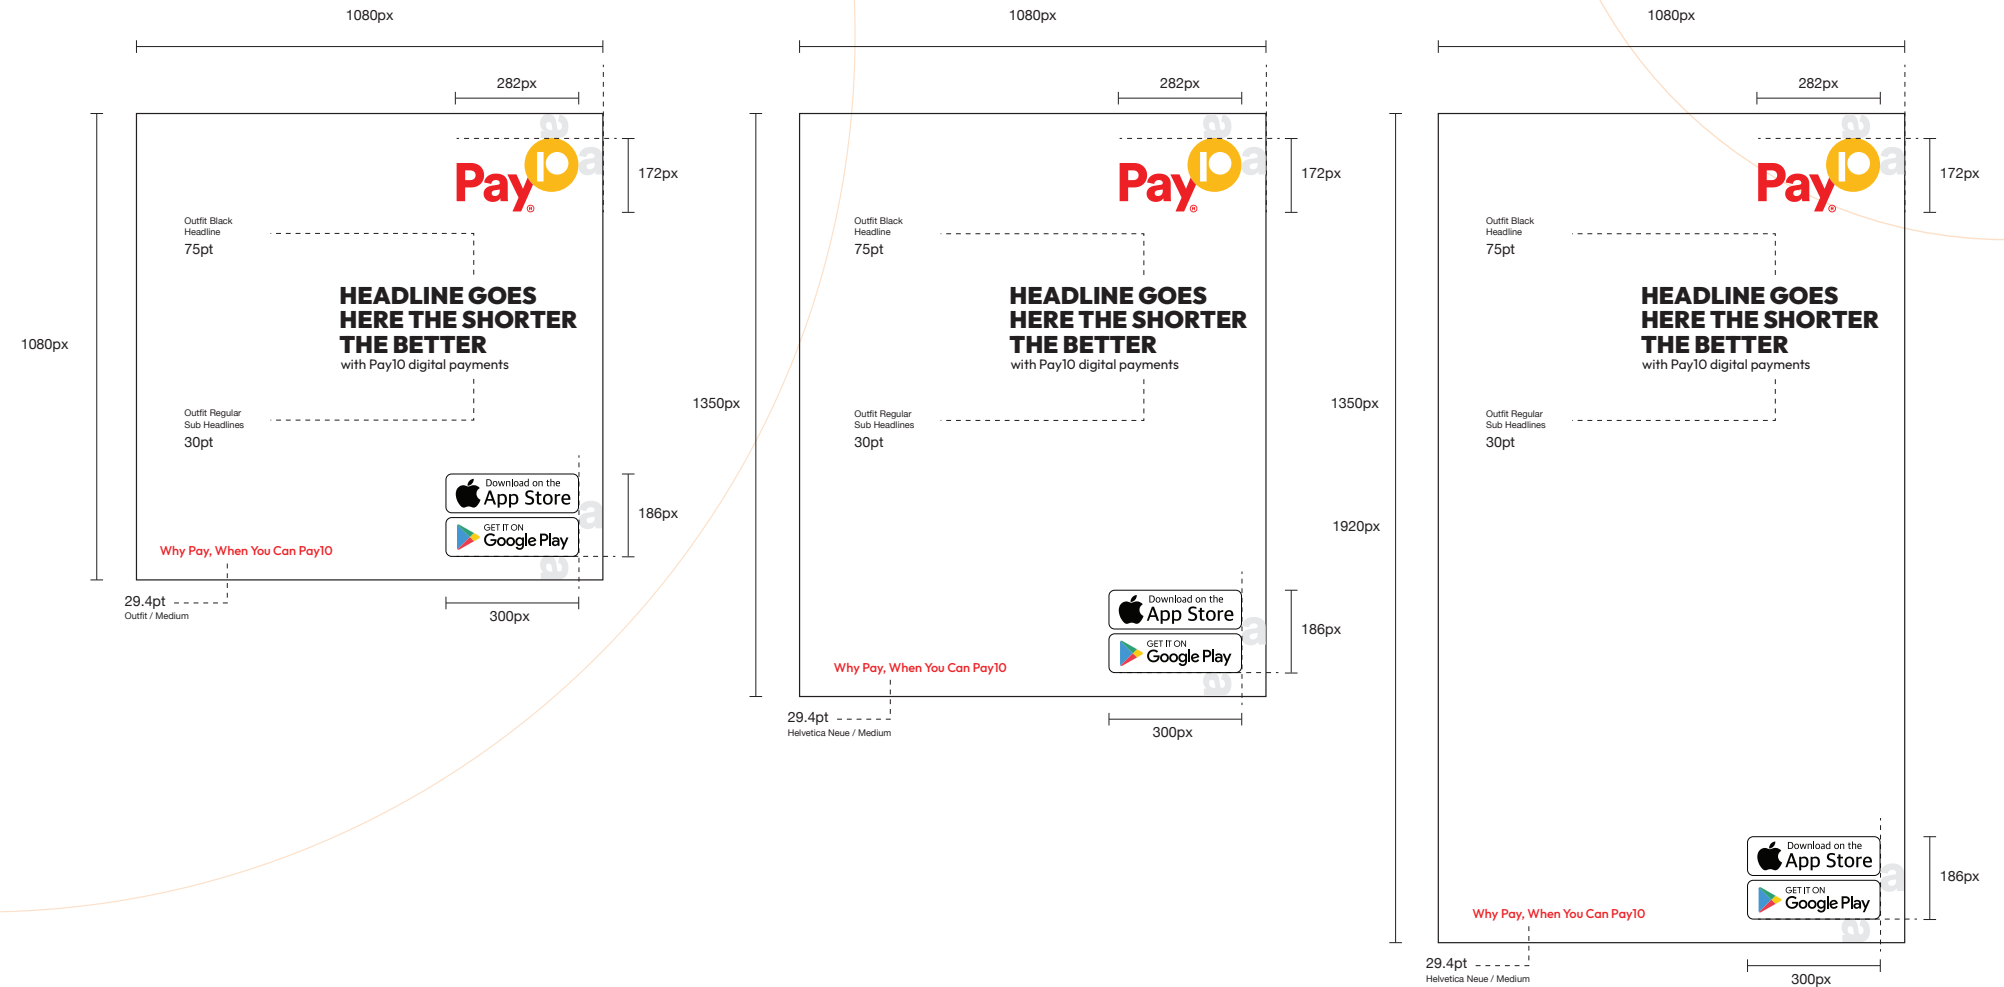 1080px
282px
a
a
Pay10®
172px
Outfit Black
Headline
75pt
HEADLINE GOES
HERE THE SHORTER
THE BETTER
with Pay10 digital payments
1080px
Outfit Regular
Sub Headlines
30pt
Download on the
App Store
GET IT ON
Google Play
a
a
186px
Why Pay, When You Can Pay10
29.4pt
Outfit / Medium
300px
1080px
282px
a
a
Pay10®
172px
Outfit Black
Headline
75pt
HEADLINE GOES
HERE THE SHORTER
THE BETTER
with Pay10 digital payments
1350px
Outfit Regular
Sub Headlines
30pt
Download on the
App Store
GET IT ON
Google Play
a
a
186px
Why Pay, When You Can Pay10
29.4pt
Helvetica Neue / Medium
300px
1080px
282px
a
a
Pay10®
172px
Outfit Black
Headline
75pt
HEADLINE GOES
HERE THE SHORTER
THE BETTER
with Pay10 digital payments
1350px
Outfit Regular
Sub Headlines
30pt
1920px
Download on the
App Store
GET IT ON
Google Play
a
a
186px
Why Pay, When You Can Pay10
29.4pt
Helvetica Neue / Medium
300px